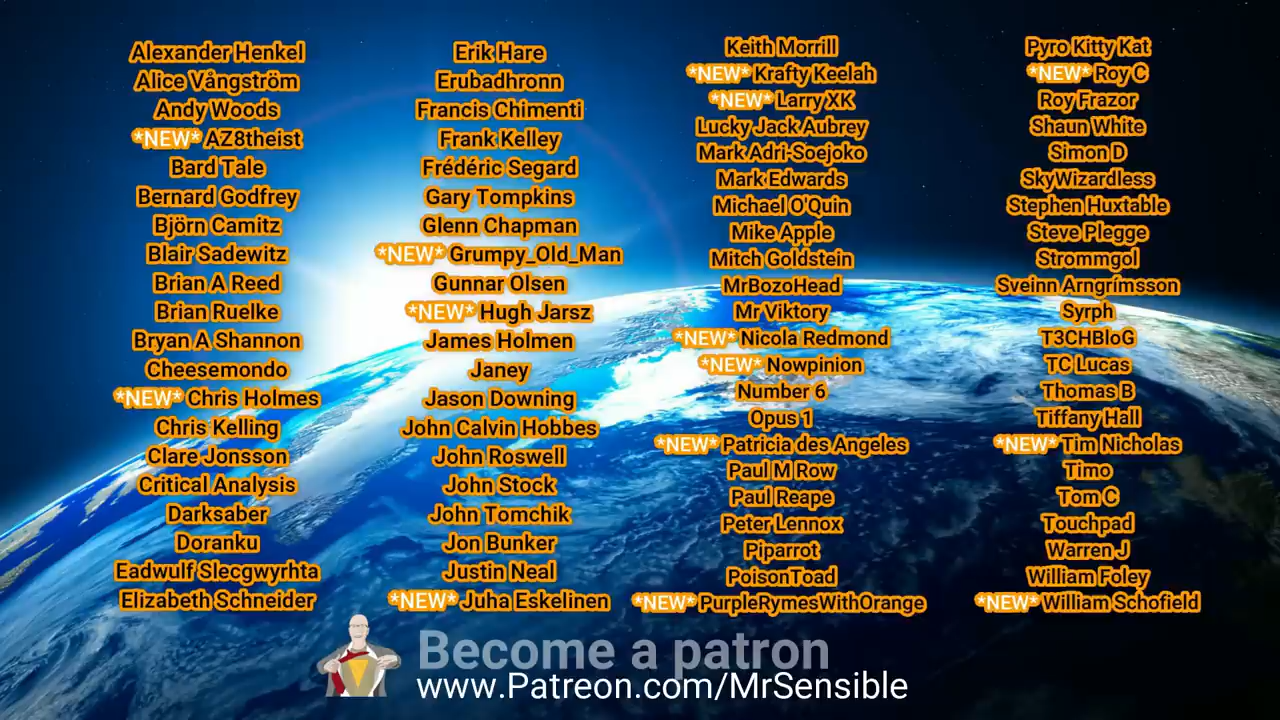 Alexander Henkel
Alice Vångström
Andy Woods
*NEW* AZ8theist
Bard Tale
Bernard Godfrey
Björn Camitz
Blair Sadewitz
Brian A Reed
Brian Ruelke
Bryan A Shannon
Cheesemondo
*NEW* Chris Holmes
Chris Kelling
Clare Jonsson
Critical Analysis
Darksaber
Doranku
Eadwulf Slecgwyrhta
Elizabeth Schneider
Erik Hare
Erubadhronn
Francis Chimenti
Frank Kelley
Frédéric Segard
Gary Tompkins
Glenn Chapman
*NEW* Grumpy_Old_Man
Gunnar Olsen
*NEW* Hugh Jarsz
James Holmen
Janey
Jason Downing
John Calvin Hobbes
John Roswell
John Stock
John Tomchik
Jon Bunker
Justin Neal
*NEW* Juha Eskelinen
Keith Morrill
*NEW* Krafty Keelah
*NEW* Larry XK
Lucky Jack Aubrey
Mark Adri-Soejoko
Mark Edwards
Michael O'Quin
Mike Apple
Mitch Goldstein
MrBozoHead
Mr Viktory
*NEW* Nicola Redmond
*NEW* Nowpinion
Number 6
Opus 1
*NEW* Patricia des Angeles
Paul M Row
Paul Reape
Peter Lennox
Piparrot
PoisonToad
*NEW* PurpleRymesWithOrange
Pyro Kitty Kat
*NEW* Roy C
Roy Frazor
Shaun White
Simon D
SkyWizardless
Stephen Huxtable
Steve Plegge
Strommgol
Sveinn Arngrímsson
Syrph
T3CHBloG
TC Lucas
Thomas B
Tiffany Hall
*NEW* Tim Nicholas
Timo
Tom C
Touchpad
Warren J
William Foley
*NEW* William Schofield
Become a patron
www.Patreon.com/MrSensible